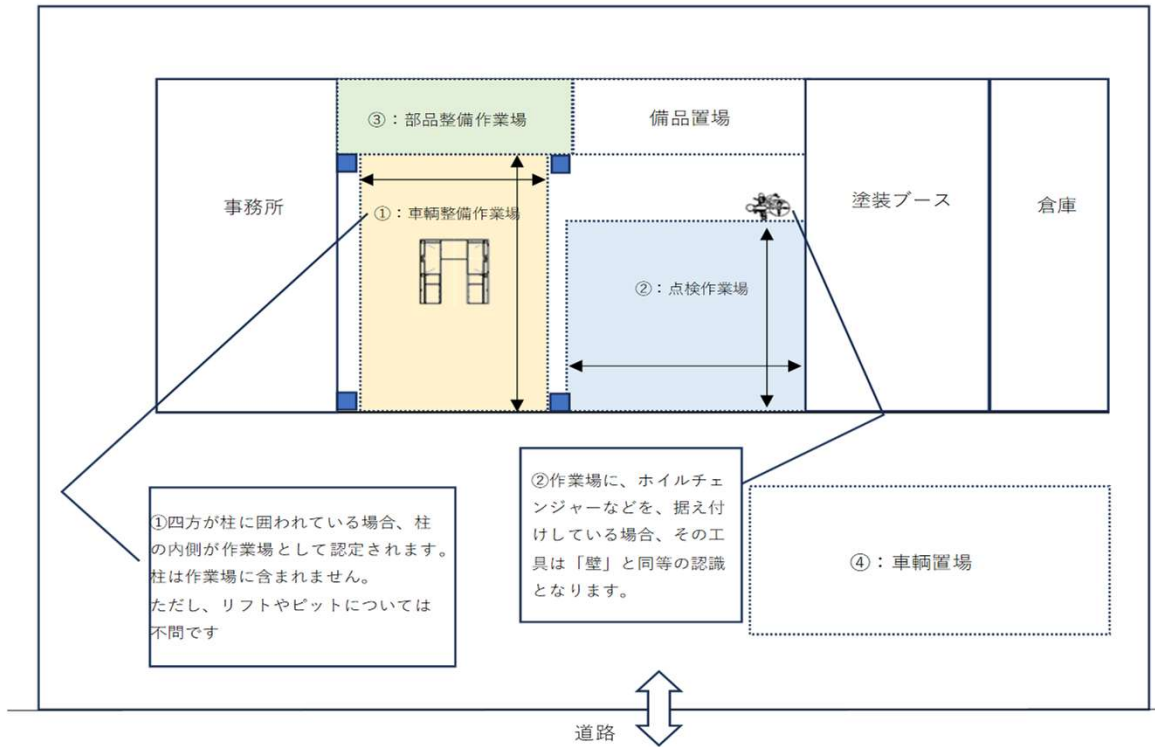 ③：部品整備作業場
備品置場
事務所
①：車輌整備作業場
②：点検作業場
塗装ブース
倉庫
①四方が柱に囲われている場合、柱
の内側が作業場として認定されます。
柱は作業場に含まれません。
ただし、リフトやピットについては
不問です
②作業場に、ホイルチェ
ンジャーなどを、据え付
けしている場合、その工
具は「壁」と同等の認識
となります。
④：車輌置場
道路